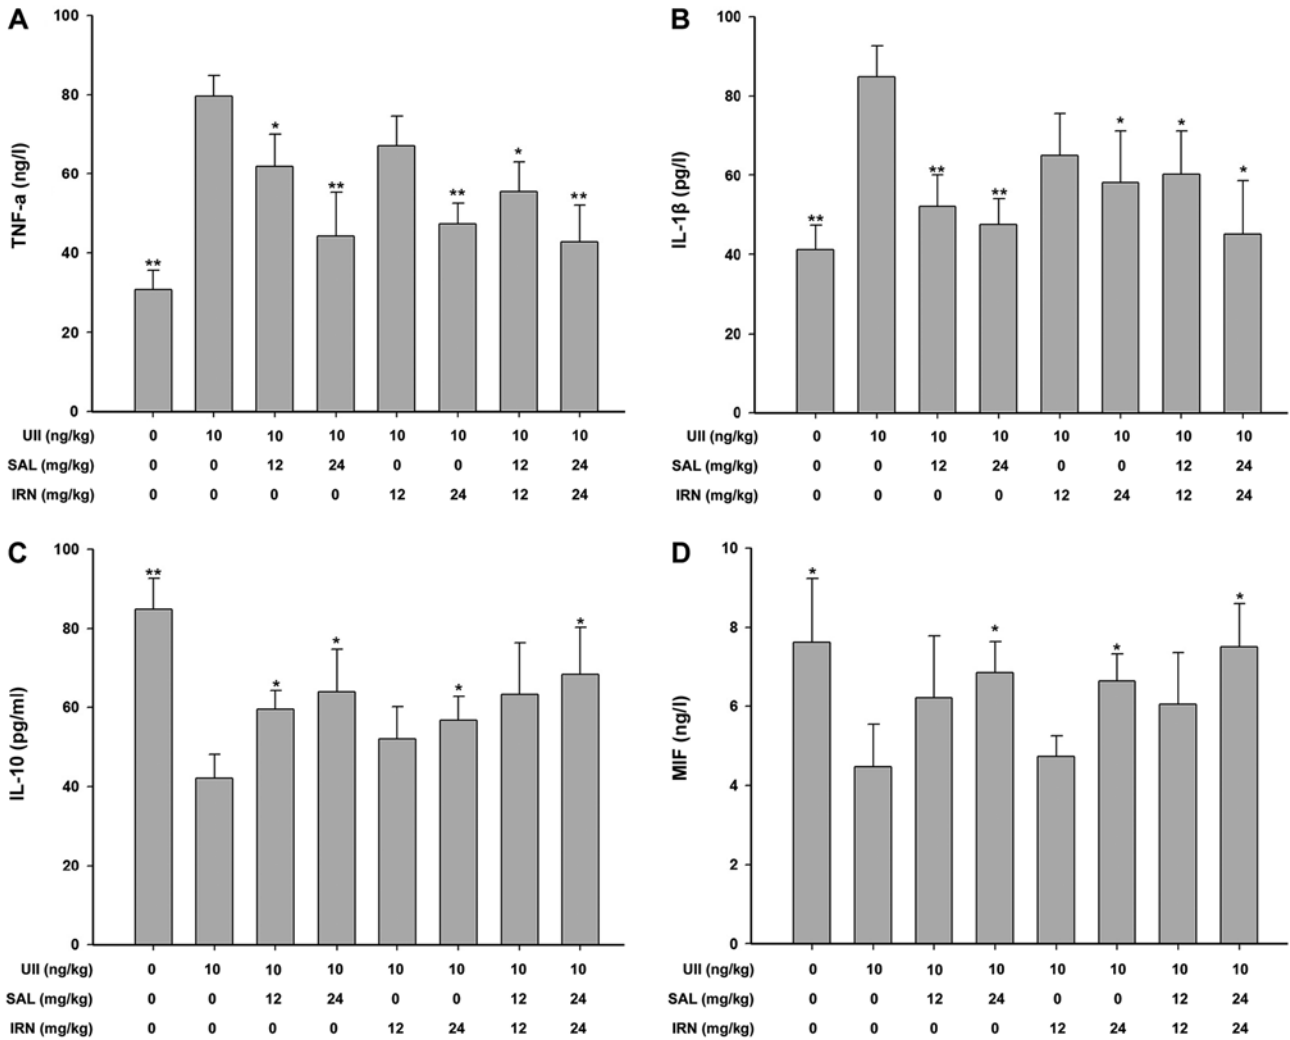 A
TNF-a (ng/l)
100
80
60
40
20
0
** * ** ** * **
UII (ng/kg) 0 10 10 10 10 10 10 10
SAL (mg/kg) 0 0 12 24 0 0 12 24
IRN (mg/kg) 0 0 0 0 12 24 12 24
B
IL-1β (pg/l)
100
80
60
40
20
0
** ** ** * * *
UII (ng/kg) 0 10 10 10 10 10 10 10
SAL (mg/kg) 0 0 12 24 0 0 12 24
IRN (mg/kg) 0 0 0 0 12 24 12 24
C
IL-10 (pg/ml)
100
80
60
40
20
0
** * * * *
UII (ng/kg) 0 10 10 10 10 10 10 10
SAL (mg/kg) 0 0 12 24 0 0 12 24
IRN (mg/kg) 0 0 0 0 12 24 12 24
D
MIF (ng/l)
10
8
6
4
2
0
* * * *
UII (ng/kg) 0 10 10 10 10 10 10 10
SAL (mg/kg) 0 0 12 24 0 0 12 24
IRN (mg/kg) 0 0 0 0 12 24 12 24